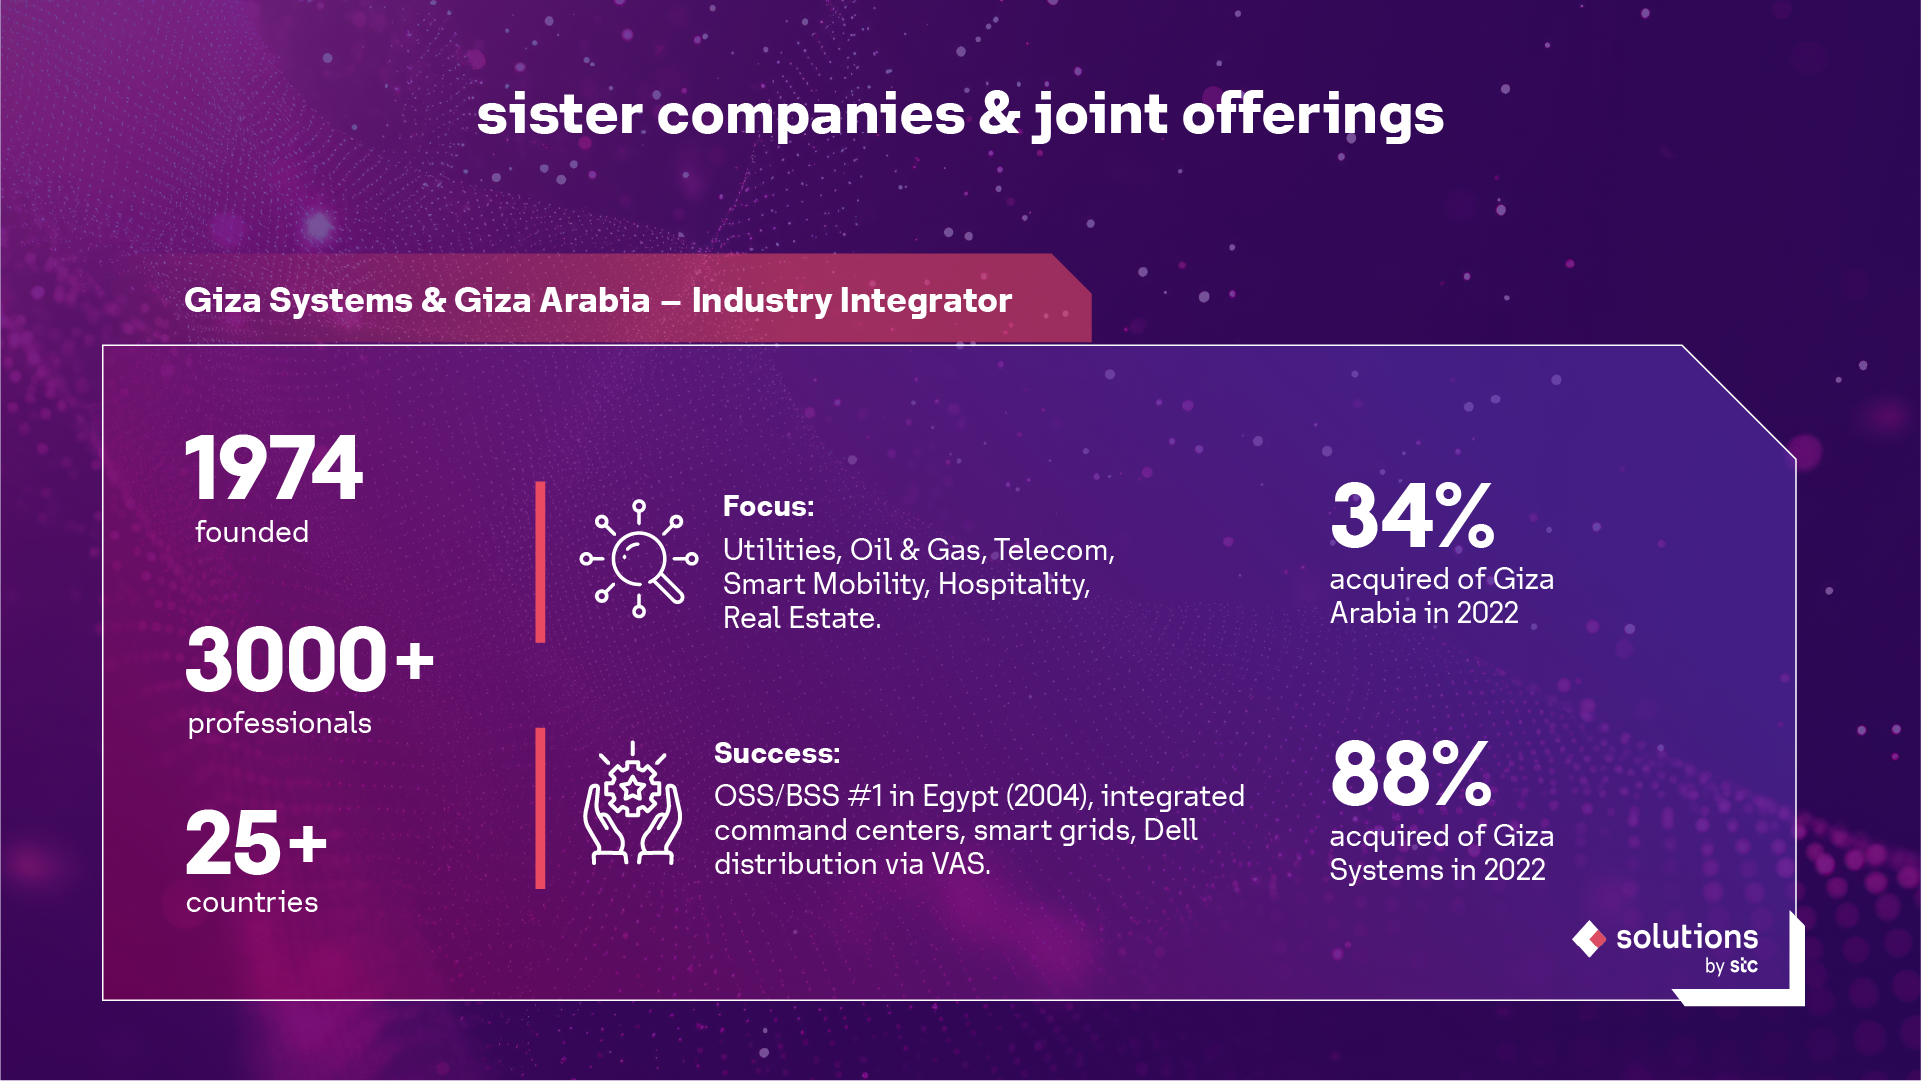 sister companies & joint offerings
Giza Systems & Giza Arabia – Industry Integrator
1974
founded
3000+
professionals
25+
countries
Focus:
Utilities, Oil & Gas, Telecom,
Smart Mobility, Hospitality,
Real Estate.
Success:
OSS/BSS #1 in Egypt (2004), integrated
command centers, smart grids, Dell
distribution via VAS.
34%
acquired of Giza
Arabia in 2022
88%
acquired of Giza
Systems in 2022
solutions
by stc